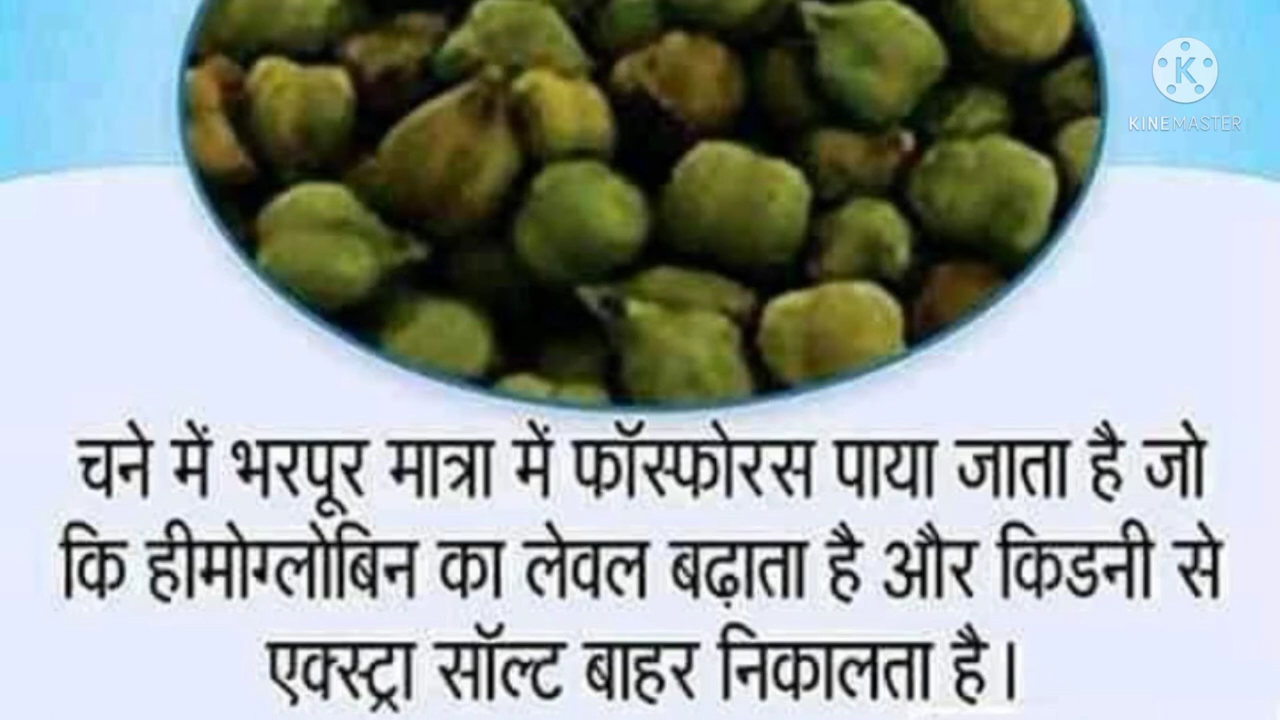 K
KINEMASTER
चने में भरपूर मात्रा में फॉस्फोरस पाया जाता है जो
कि हीमोग्लोबिन का लेवल बढ़ाता है और किडनी से
एक्स्ट्रा सॉल्ट बाहर निकालता है।